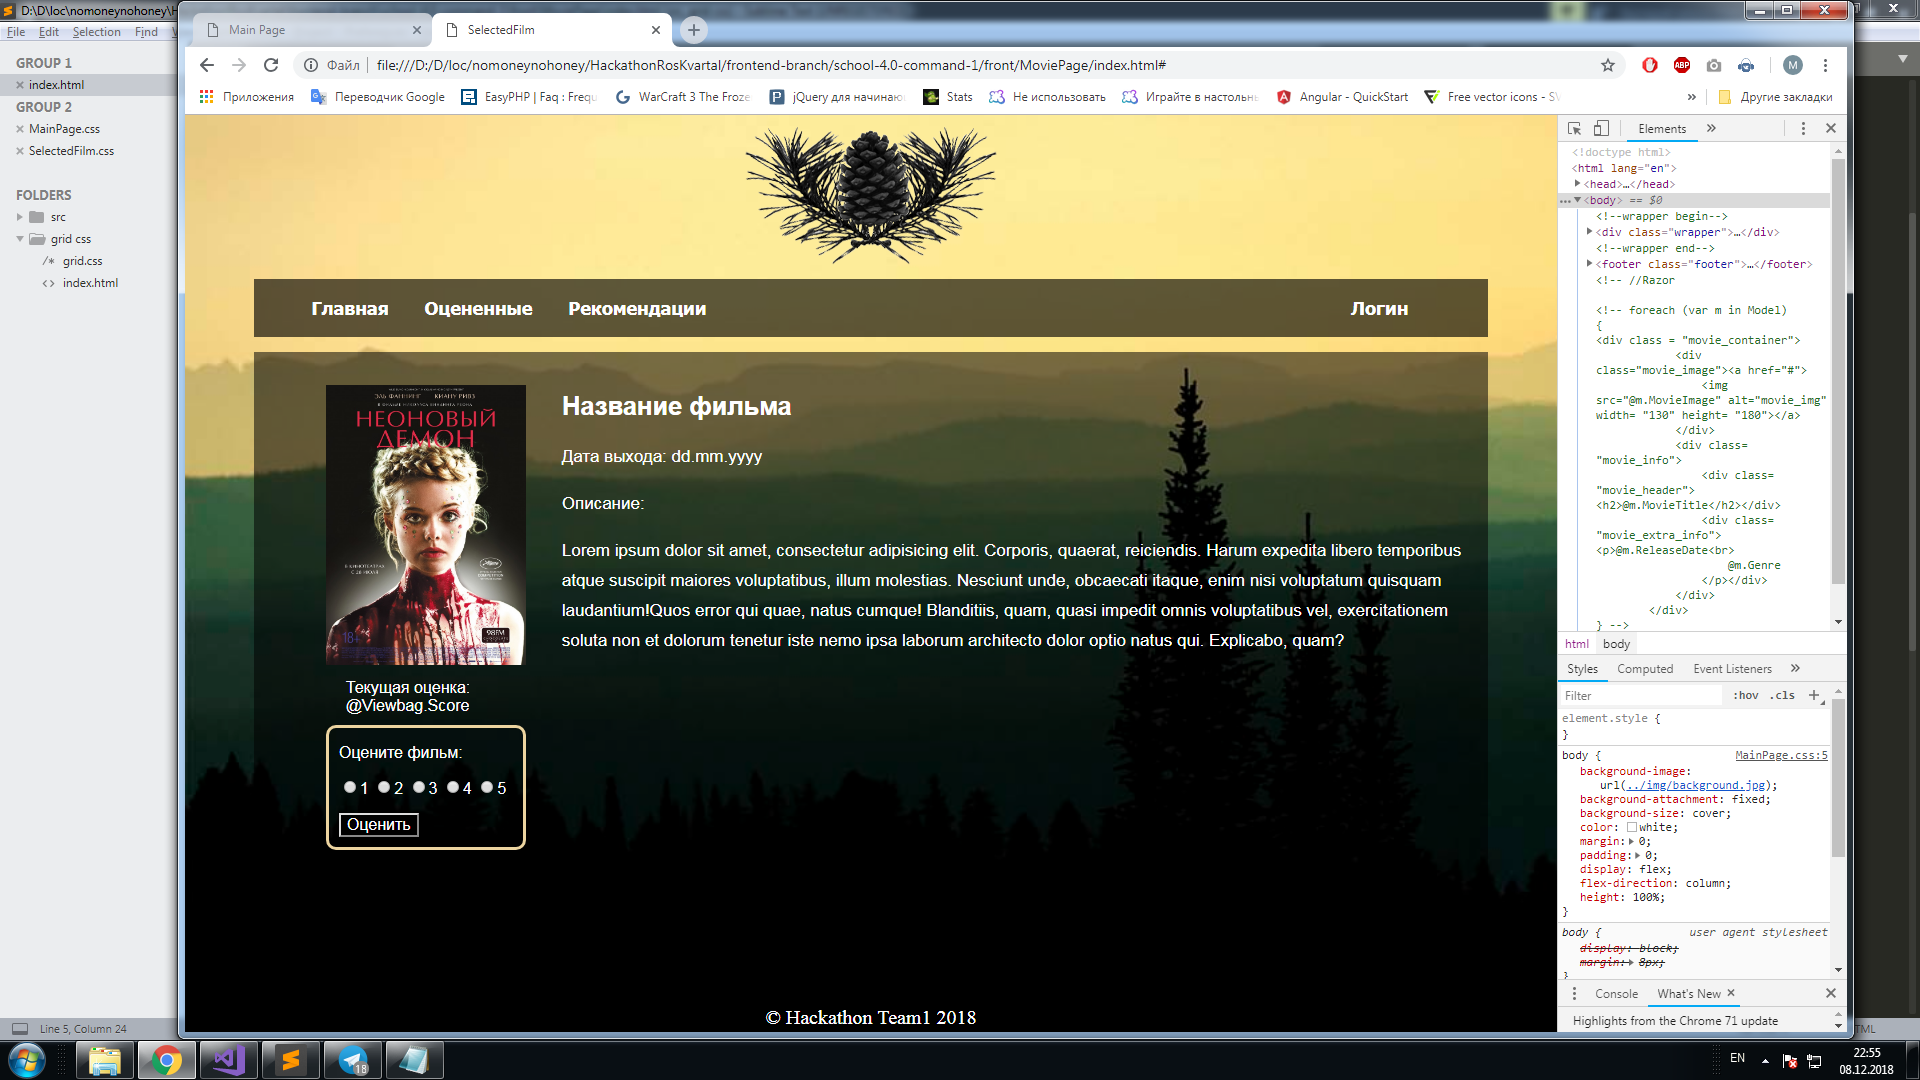 D:\D\loc\nomoneynohoney\
File Edit Selection Find
GROUP 1
index.html
GROUP 2
MainPage.css
SelectedFilm.css
FOLDERS
src
grid css
grid.css
index.html
Line 5, Column 24
Main Page
SelectedFilm
Файл file:///D:/D/loc/nomoneynohoney/HackathonRosKvartal/frontend-branch/school-4.0-command-1/front/MoviePage/index.html#
ABP
M
Приложения Переводчик Google EasyPHP | Faq : Frequ WarCraft 3 The Froze jQuery для начинаю Stats Не использовать Играйте в настольн Angular - QuickStart Free vector icons - SV » Другие закладки
Главная Оцененные Рекомендации Логин
ЭЛЬ ФАННИНГ КИАНУ РИВЗ
НЕОНОВЫЙ
ДЕМОН
18+
98FM
Название фильма
Дата выхода: dd.mm.yyyy
Описание:
Lorem ipsum dolor sit amet, consectetur adipisicing elit. Corporis, quaerat, reiciendis. Harum expedita libero temporibus
atque suscipit maiores voluptatibus, illum molestias. Nesciunt unde, obcaecati itaque, enim nisi voluptatum quisquam
laudantium!Quos error qui quae, natus cumque! Blanditiis, quam, quasi impedit omnis voluptatibus vel, exercitationem
soluta non et dolorum tenetur iste nemo ipsa laborum architecto dolor optio natus qui. Explicabo, quam?
Текущая оценка:
@Viewbag.Score
Оцените фильм:
1 2 3 4 5
Оценить
© Hackathon Team1 2018
Elements »
<!doctype html>
<html lang="en">
<head>…</head>
<body> == $0
<!--wrapper begin-->
<div class="wrapper">…</div>
<!--wrapper end-->
<footer class="footer">…</footer>
<!-- //Razor
<!-- foreach (var m in Model)
{
<div class = "movie_container">
<div
class="movie_image"><a href="#">
<img
src="@m.MovieImage" alt="movie_img"
width= "130" height= "180"></a>
</div>
<div class=
"movie_info">
<div class=
"movie_header">
<h2>@m.MovieTitle</h2></div>
<div class=
"movie_extra_info">
<p>@m.ReleaseDate<br>
@m.Genre
</p></div>
</div>
</div>
} -->
html body
Styles Computed Event Listeners »
Filter :hov .cls +
element.style {
}
body { MainPage.css:5
background-image:
url(../img/background.jpg);
background-attachment: fixed;
background-size: cover;
color: white;
margin: 0;
padding: 0;
display: flex;
flex-direction: column;
height: 100%;
}
body { user agent stylesheet
display: block;
margin: 8px;
}
Console What's New
Highlights from the Chrome 71 update
18
EN
22:55
08.12.2018